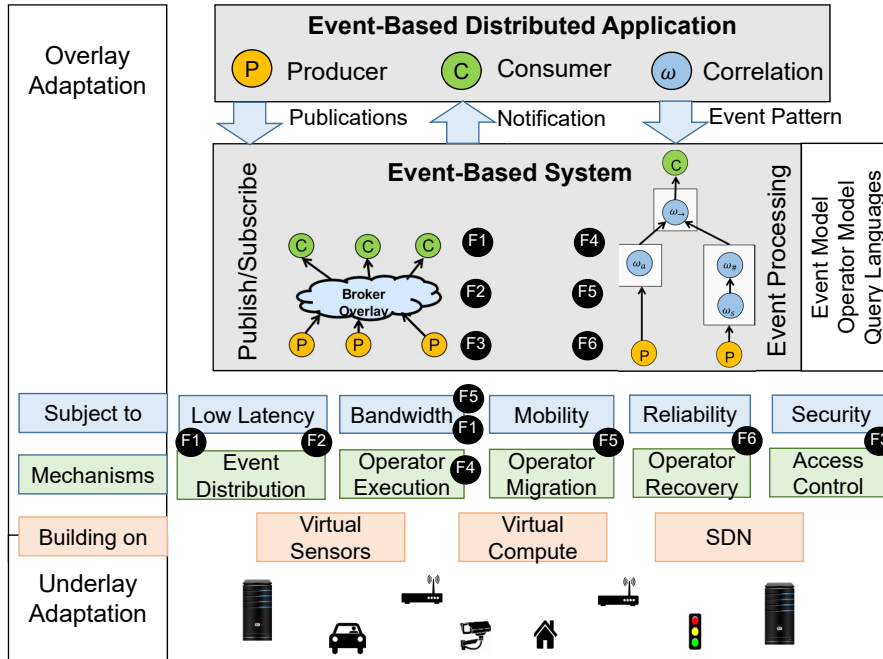 Overlay
Adaptation
Event-Based Distributed Application
P Producer
C Consumer
ω Correlation
Publications
Notification
Event Pattern
Publish/Subscribe
Event-Based System
Event Processing
Event Model
Operator Model
Query Languages
C
ω→
C C C
F1
F4
ωa
ω#
Broker
Overlay
F2
F5
ωs
P P P
F3
F6
P
P
Subject to
Low Latency
Bandwidth
F5
F1
Mobility
Reliability
Security
F1
F2
F5
F6
F3
Mechanisms
Event
Distribution
Operator
Execution
F4
Operator
Migration
Operator
Recovery
Access
Control
Building on
Virtual
Sensors
Virtual
Compute
SDN
Underlay
Adaptation